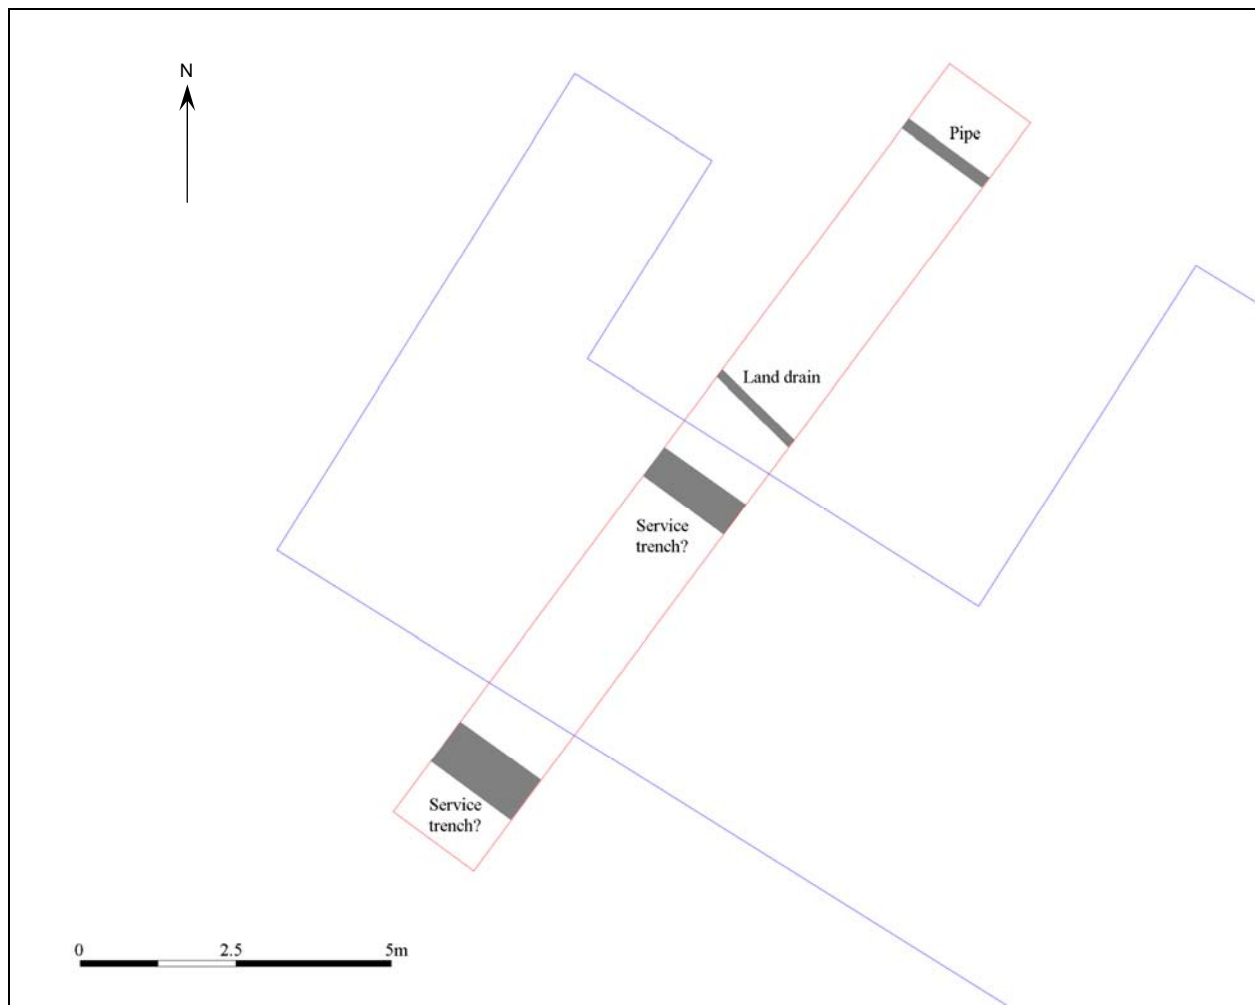 N
Pipe
Land drain
Service
trench?
Service
trench?
0 2.5 5m